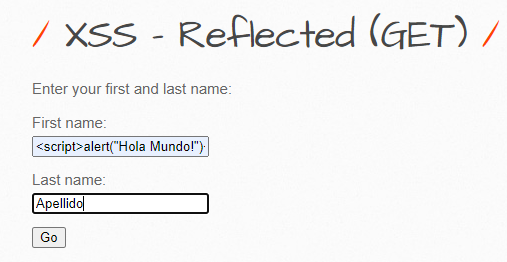 / XSS - Reflected (GET) /
Enter your first and last name:
First name:
<script>alert("Hola Mundo!")
Last name:
Apellido
Go